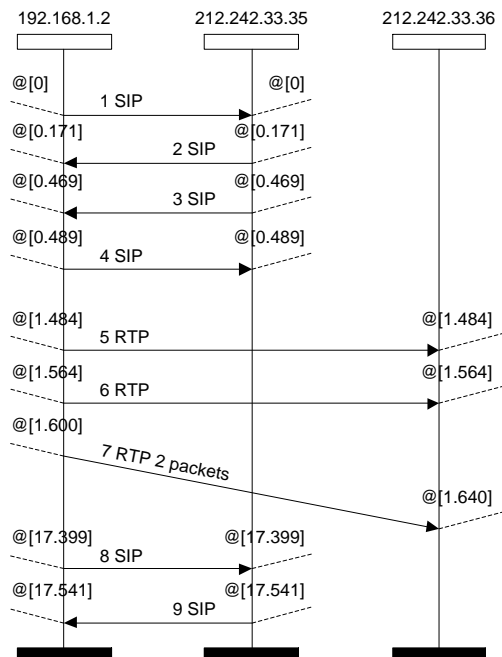 192.168.1.2 212.242.33.35 212.242.33.36
@[0] @[0]
1 SIP
@[0.171] @[0.171]
2 SIP
@[0.469] @[0.469]
3 SIP
@[0.489] @[0.489]
4 SIP
@[1.484] @[1.484]
5 RTP
@[1.564] @[1.564]
6 RTP
@[1.600]
7 RTP 2 packets
@[1.640]
@[17.399] @[17.399]
8 SIP
@[17.541] @[17.541]
9 SIP